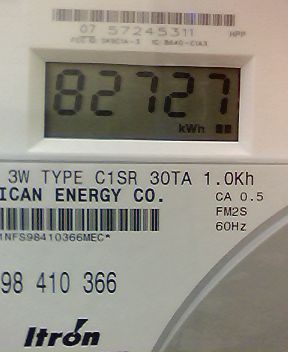 07 57245311 HPP
82727
kWh
3W TYPE C1SR 30TA 1.0Kh
ICAN ENERGY CO. CA 0.5
FM2S
60Hz
1NFS98410366MEC*
98 410 366
Itron